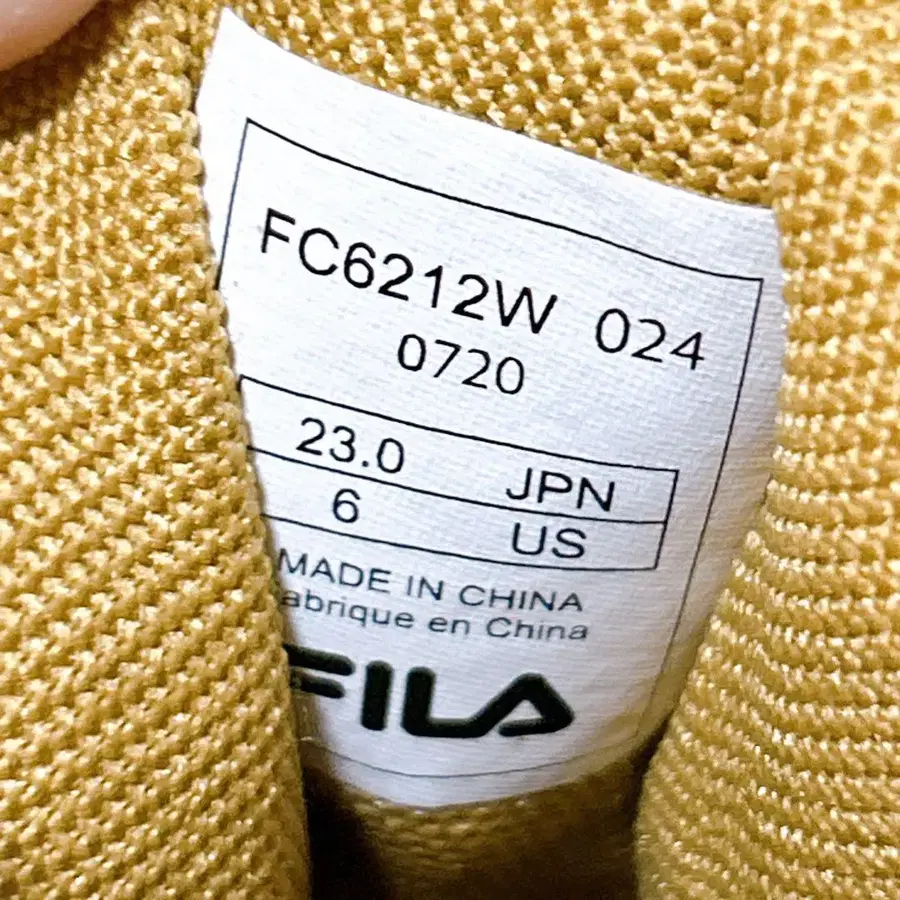 FC6212W 024
0720
23.0 JPN
6 US
MADE IN CHINA
abrique en China
FILA